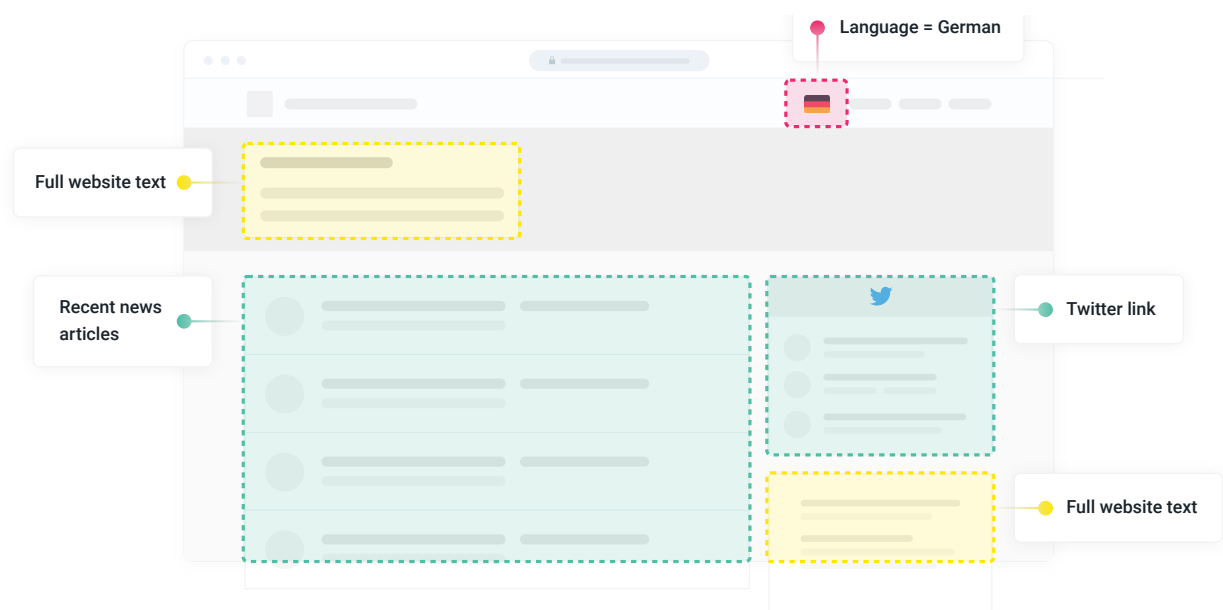 Language = German
Full website text
Recent news
articles
Twitter link
Full website text